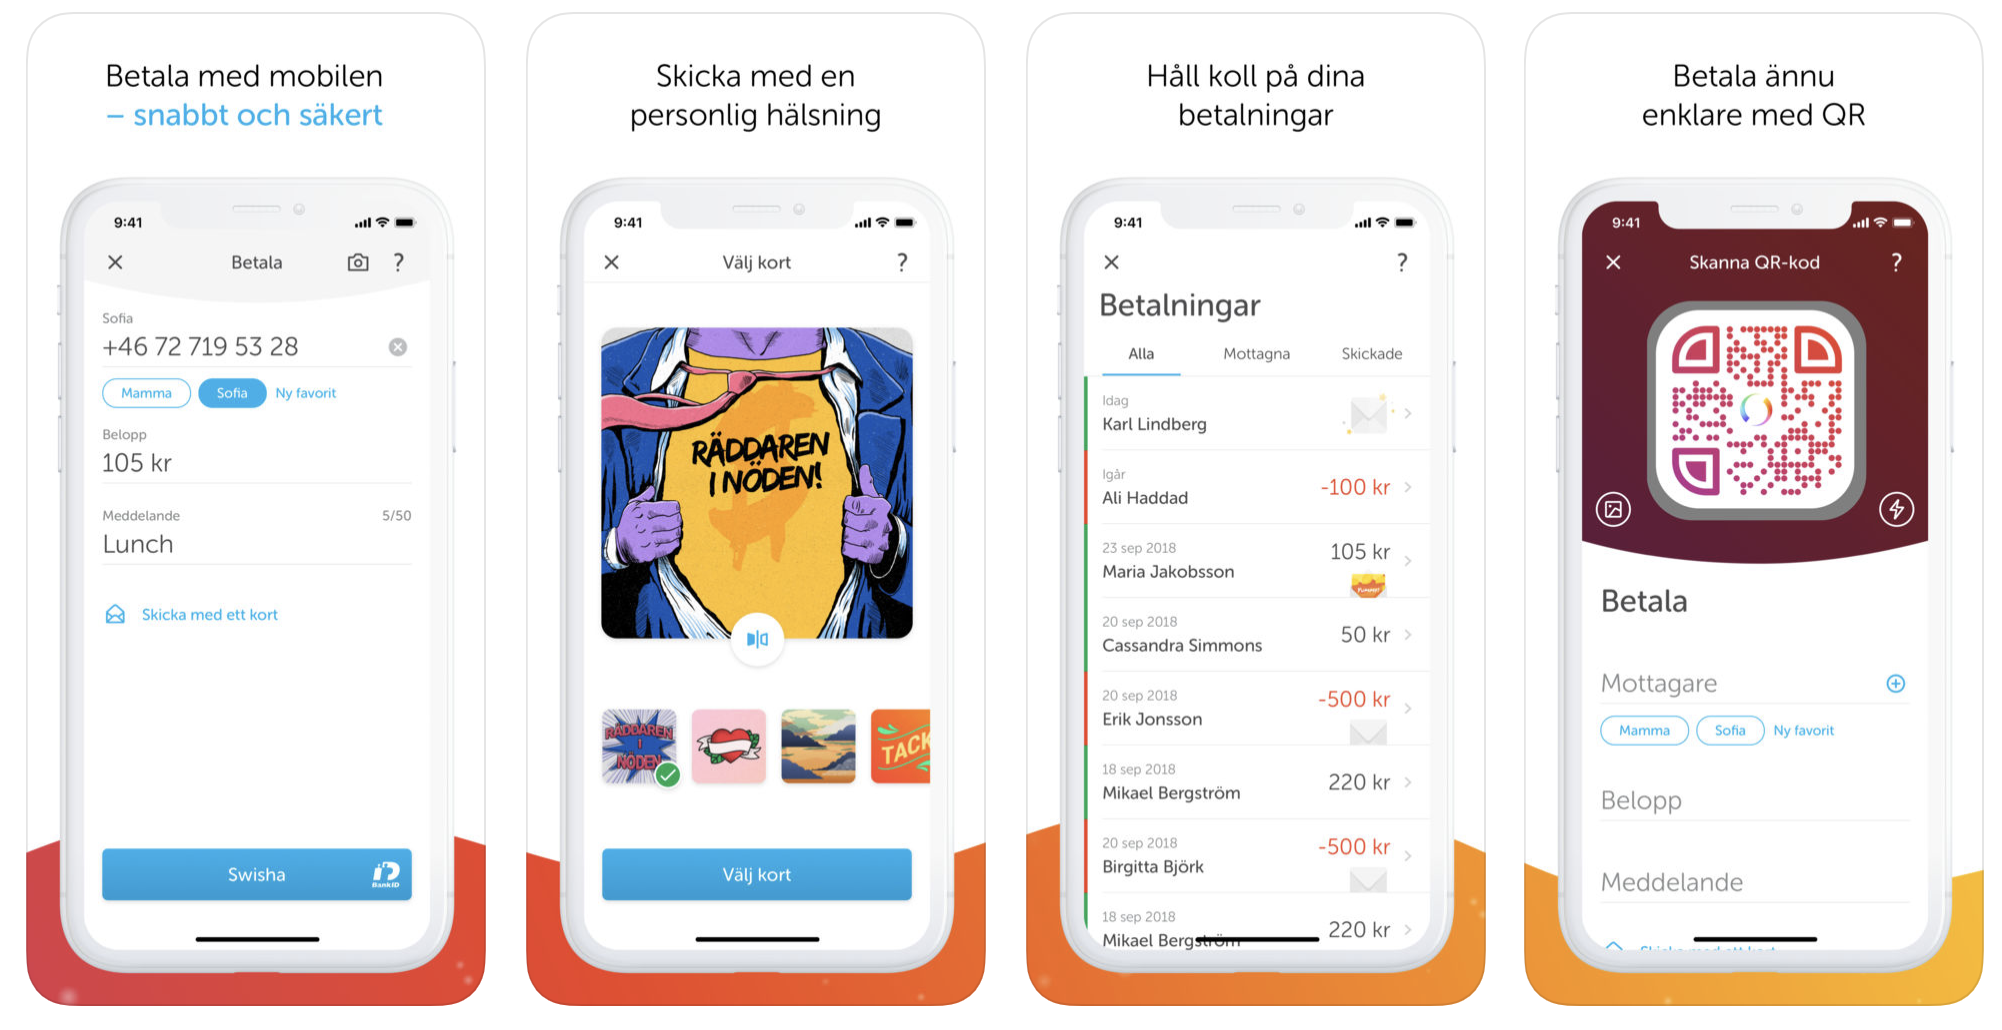 Betala med mobilen
– snabbt och säkert
9:41
Betala
?
Sofia
+46 72 719 53 28
Mamma
Sofia
Ny favorit
Belopp
105 kr
Meddelande
5/50
Lunch
Skicka med ett kort
Swisha
BankID
Skicka med en
personlig hälsning
9:41
Välj kort
?
RÄDDAREN
I NÖDEN!
RÄDDAREN
I
NÖDEN
TACK
Välj kort
Håll koll på dina
betalningar
9:41
?
Betalningar
Alla
Mottagna
Skickade
Idag
Karl Lindberg
Igår
Ali Haddad
-100 kr
23 sep 2018
Maria Jakobsson
105 kr
20 sep 2018
Cassandra Simmons
50 kr
20 sep 2018
Erik Jonsson
-500 kr
18 sep 2018
Mikael Bergström
220 kr
20 sep 2018
Birgitta Björk
-500 kr
18 sep 2018
Mikael Bergström
220 kr
Betala ännu
enklare med QR
9:41
Skanna QR-kod
?
Betala
Mottagare
Mamma
Sofia
Ny favorit
Belopp
Meddelande
Skicka med ett kort